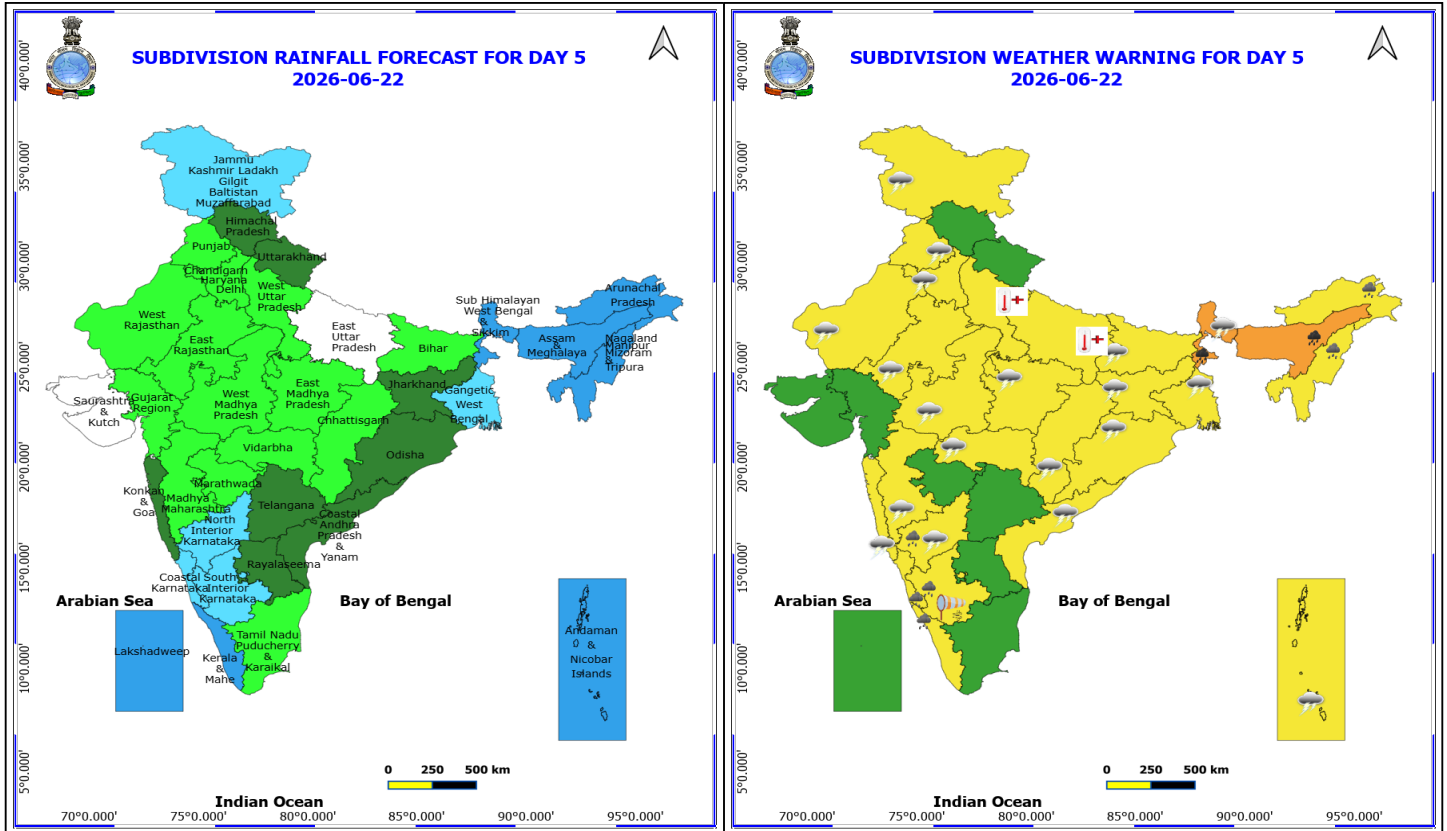 SUBDIVISION RAINFALL FORECAST FOR DAY 5
2026-06-22
40°0.000'
35°0.000'
30°0.000'
25°0.000'
20°0.000'
15°0.000'
10°0.000'
5°0.000'
Jammu
Kashmir Ladakh
Gilgit
Baltistan
Muzaffarabad
Himachal
Pradesh
Punjab
Uttarakhand
Chandigarh
Haryana
Delhi
West
Uttar
Pradesh
West
Rajasthan
East
Rajasthan
East
Uttar
Pradesh
Bihar
Sub Himalayan
West Bengal
&
Sikkim
Arunachal
Pradesh
Assam
&
Meghalaya
Nagaland
Manipur
Mizoram
&
Tripura
Jharkhand
Gangetic
West
Bengal
Saurashtra
&
Kutch
Gujarat
Region
West
Madhya
Pradesh
East
Madhya
Pradesh
Chhattisgarh
Vidarbha
Odisha
Konkan
&
Goa
Madhya
Maharashtra
Marathwada
Telangana
North
Interior
Karnataka
Coastal
Andhra
Pradesh
&
Yanam
Rayalaseema
Coastal
Karnataka
South
Interior
Karnataka
Tamil Nadu
Puducherry
&
Karaikal
Kerala
&
Mahe
Arabian Sea
Bay of Bengal
Lakshadweep
Andaman
&
Nicobar
Islands
0 250 500 km
Indian Ocean
70°0.000' 75°0.000' 80°0.000' 85°0.000' 90°0.000' 95°0.000'
SUBDIVISION WEATHER WARNING FOR DAY 5
2026-06-22
40°0.000'
35°0.000'
30°0.000'
25°0.000'
20°0.000'
15°0.000'
10°0.000'
5°0.000'
Arabian Sea
Bay of Bengal
0 250 500 km
Indian Ocean
70°0.000' 75°0.000' 80°0.000' 85°0.000' 90°0.000' 95°0.000'